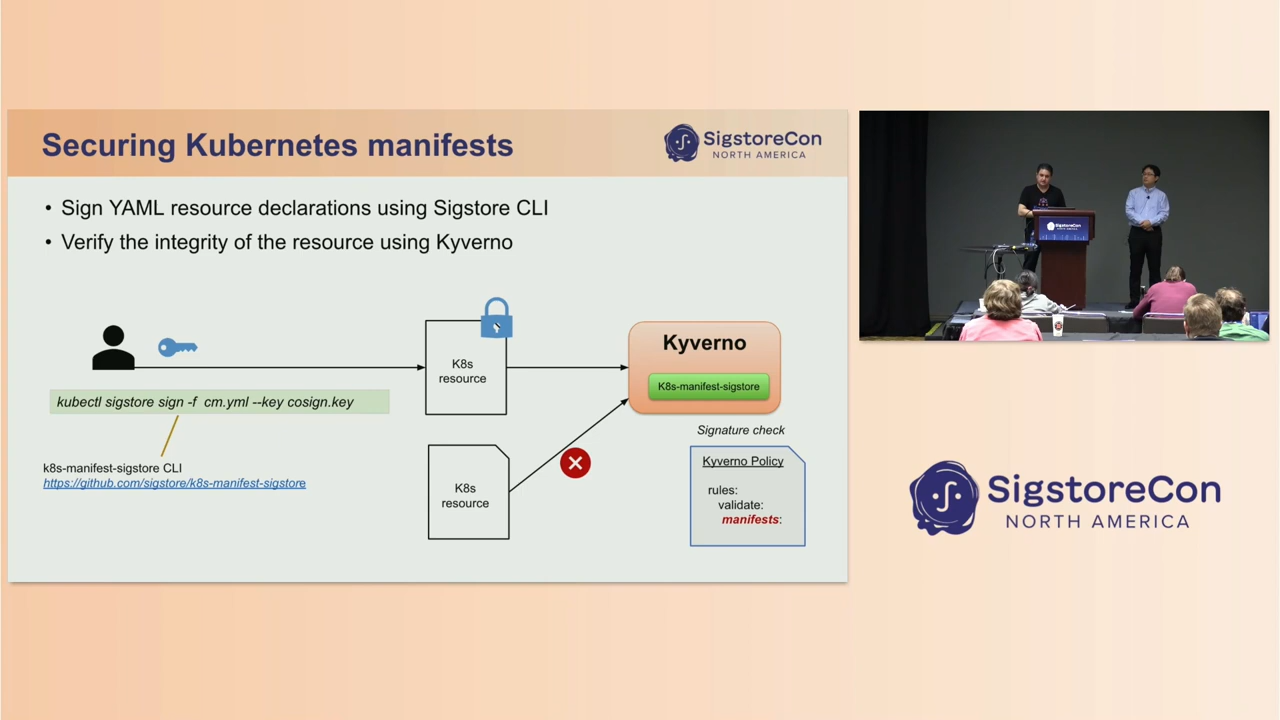 Securing Kubernetes manifests
SigstoreCon
NORTH AMERICA
• Sign YAML resource declarations using Sigstore CLI
• Verify the integrity of the resource using Kyverno
kubectl sigstore sign -f cm.yml --key cosign.key
k8s-manifest-sigstore CLI
https://github.com/sigstore/k8s-manifest-sigstore
K8s
resource
K8s
resource
Kyverno
K8s-manifest-sigstore
Signature check
Kyverno Policy
rules:
validate:
manifests:
SigstoreCon
SigstoreCon
NORTH AMERICA